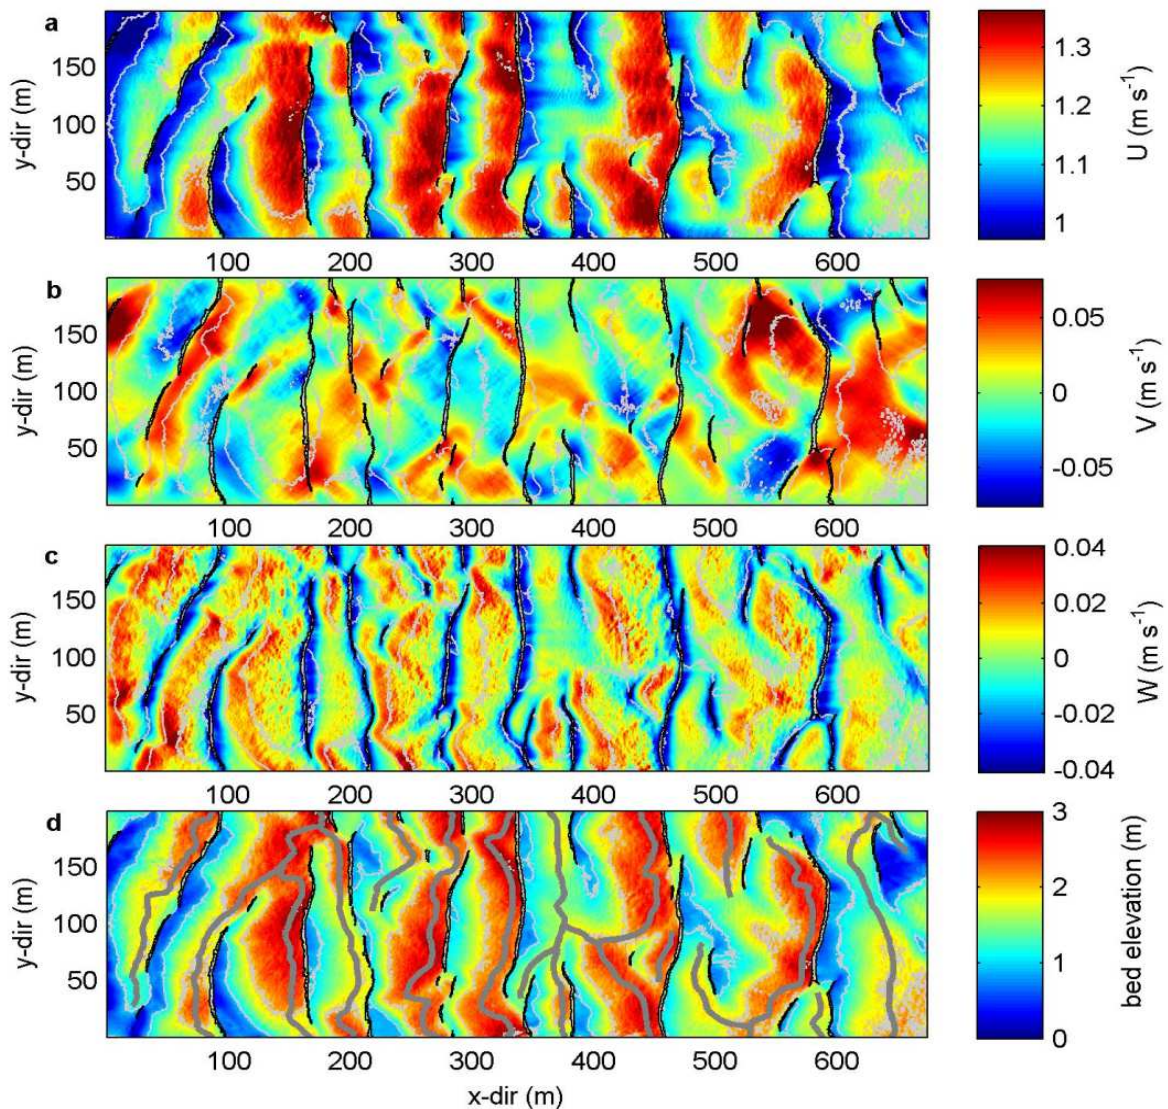 a
y-dir (m)
150
100
50
100 200 300 400 500 600
1.3
1.2
1.1
1
U (m s⁻¹)
b
y-dir (m)
150
100
50
100 200 300 400 500 600
0.05
0
-0.05
V (m s⁻¹)
c
y-dir (m)
150
100
50
100 200 300 400 500 600
0.04
0.02
0
-0.02
-0.04
W (m s⁻¹)
d
y-dir (m)
150
100
50
100 200 300 400 500 600
x-dir (m)
3
2
1
0
bed elevation (m)